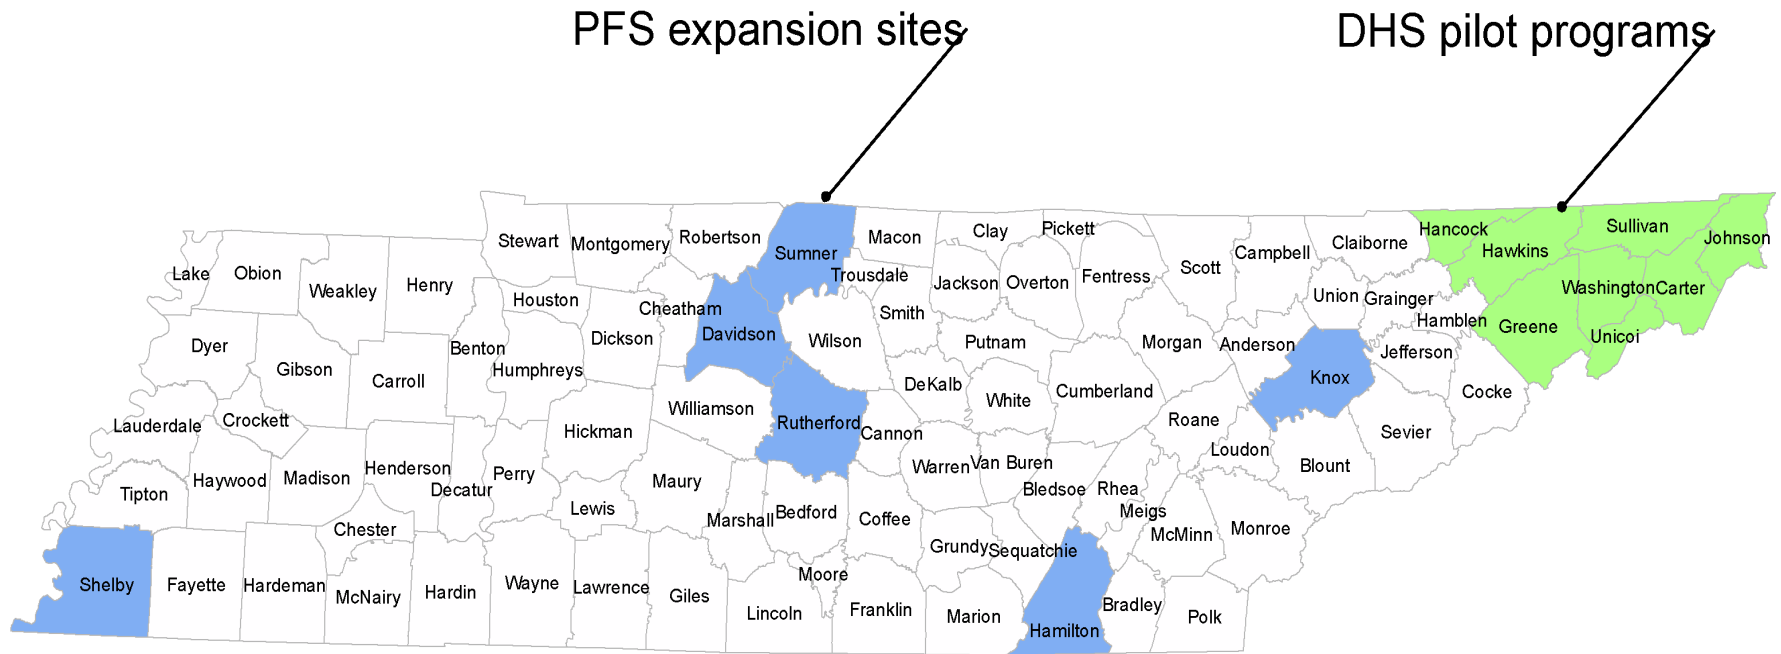 PFS expansion sites
DHS pilot programs
Hancock
Sullivan
Johnson
Hawkins
Stewart
Montgomery
Robertson
Sumner
Macon
Clay
Pickett
Claiborne
Campbell
Scott
Lake
Obion
Weakley
Henry
Houston
Cheatham
Trousdale
Jackson
Overton
Fentress
Union
Grainger
Hamblen
Washington
Carter
Greene
Unicoi
Dyer
Gibson
Carroll
Benton
Humphreys
Dickson
Davidson
Wilson
Smith
Putnam
Morgan
Anderson
Knox
Jefferson
Cocke
Lauderdale
Crockett
Hickman
Williamson
Rutherford
Cannon
DeKalb
White
Cumberland
Roane
Loudon
Blount
Sevier
Tipton
Haywood
Madison
Henderson
Decatur
Perry
Lewis
Maury
Marshall
Bedford
Coffee
Warren
Van Buren
Bledsoe
Rhea
Meigs
McMinn
Monroe
Chester
Grundy
Sequatchie
Shelby
Fayette
Hardeman
McNairy
Hardin
Wayne
Lawrence
Giles
Lincoln
Moore
Franklin
Marion
Hamilton
Bradley
Polk